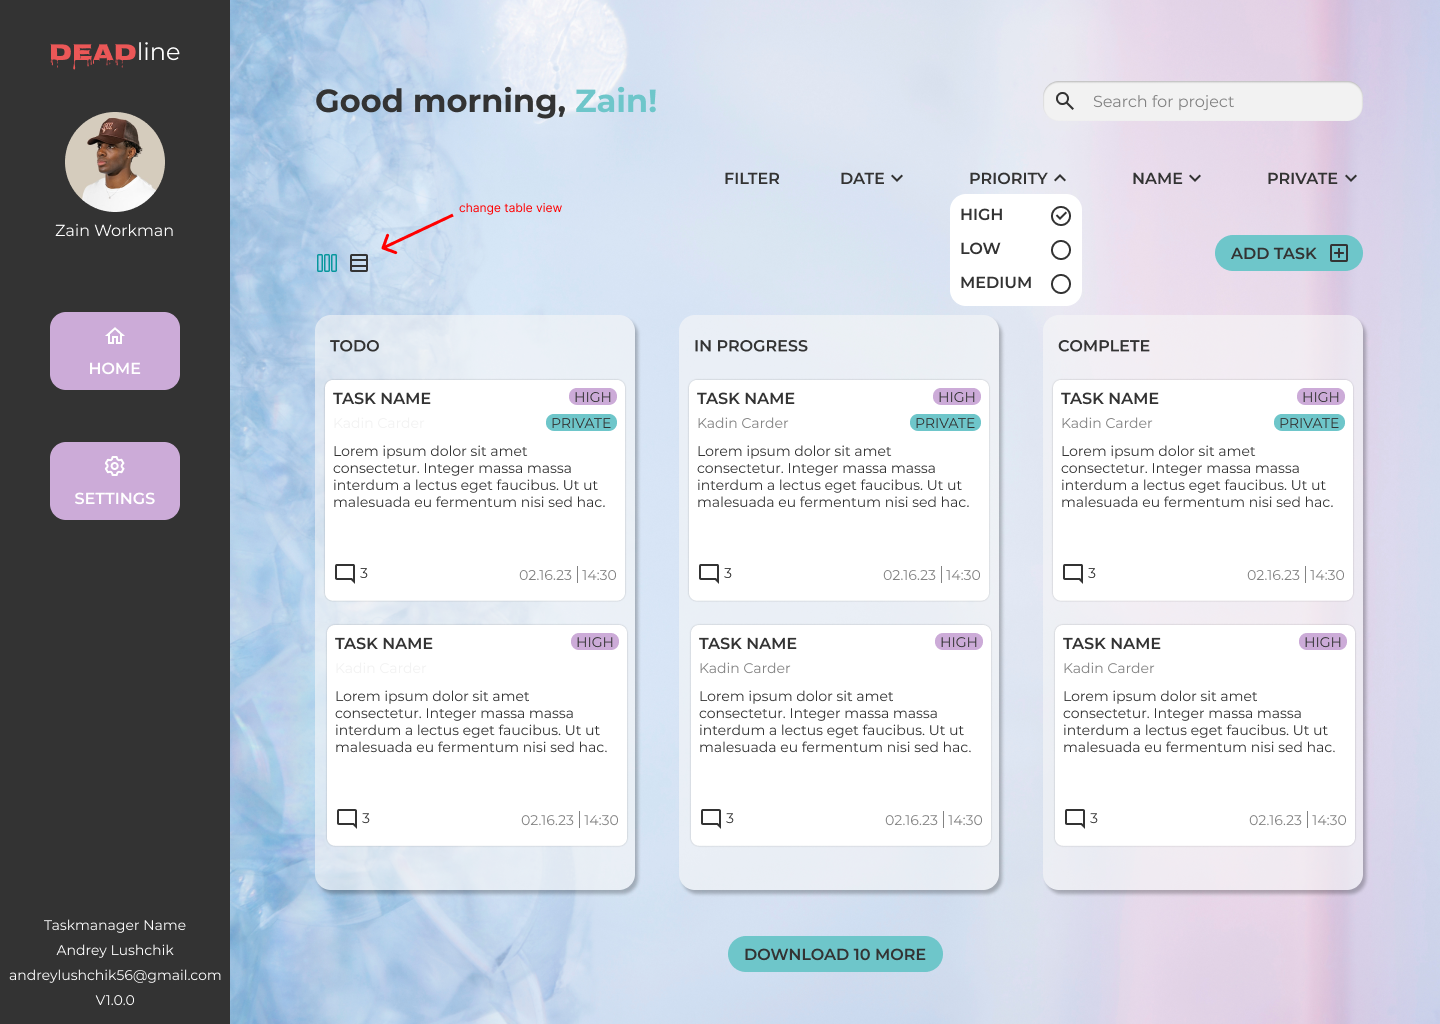 DEADline
Zain Workman
HOME
SETTINGS
Taskmanager Name
Andrey Lushchik
andreylushchik56@gmail.com
V1.0.0
Good morning, Zain!
Search for project
FILTER
DATE
PRIORITY
NAME
PRIVATE
HIGH
LOW
MEDIUM
change table view
ADD TASK
TODO
TASK NAME
HIGH
Kadin Carder
PRIVATE
Lorem ipsum dolor sit amet
consectetur. Integer massa massa
interdum a lectus eget faucibus. Ut ut
malesuada eu fermentum nisi sed hac.
3
02.16.23
14:30
TASK NAME
HIGH
Kadin Carder
Lorem ipsum dolor sit amet
consectetur. Integer massa massa
interdum a lectus eget faucibus. Ut ut
malesuada eu fermentum nisi sed hac.
3
02.16.23
14:30
IN PROGRESS
TASK NAME
HIGH
Kadin Carder
PRIVATE
Lorem ipsum dolor sit amet
consectetur. Integer massa massa
interdum a lectus eget faucibus. Ut ut
malesuada eu fermentum nisi sed hac.
3
02.16.23
14:30
TASK NAME
HIGH
Kadin Carder
Lorem ipsum dolor sit amet
consectetur. Integer massa massa
interdum a lectus eget faucibus. Ut ut
malesuada eu fermentum nisi sed hac.
3
02.16.23
14:30
COMPLETE
TASK NAME
HIGH
Kadin Carder
PRIVATE
Lorem ipsum dolor sit amet
consectetur. Integer massa massa
interdum a lectus eget faucibus. Ut ut
malesuada eu fermentum nisi sed hac.
3
02.16.23
14:30
TASK NAME
HIGH
Kadin Carder
Lorem ipsum dolor sit amet
consectetur. Integer massa massa
interdum a lectus eget faucibus. Ut ut
malesuada eu fermentum nisi sed hac.
3
02.16.23
14:30
DOWNLOAD 10 MORE